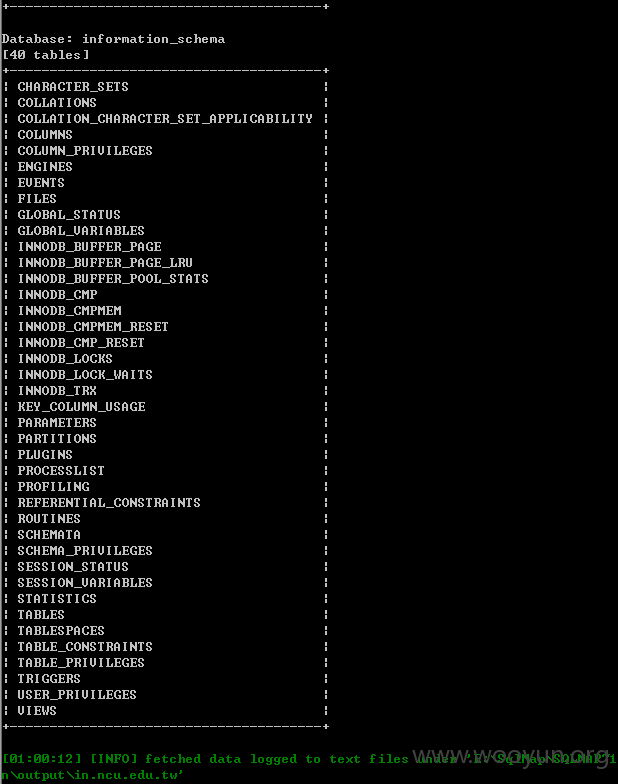 +---------------------------------------+
Database: information_schema
[40 tables]
+---------------------------------------+
| CHARACTER_SETS |
| COLLATIONS |
| COLLATION_CHARACTER_SET_APPLICABILITY |
| COLUMNS |
| COLUMN_PRIVILEGES |
| ENGINES |
| EVENTS |
| FILES |
| GLOBAL_STATUS |
| GLOBAL_VARIABLES |
| INNODB_BUFFER_PAGE |
| INNODB_BUFFER_PAGE_LRU |
| INNODB_BUFFER_POOL_STATS |
| INNODB_CMP |
| INNODB_CMPMEM |
| INNODB_CMPMEM_RESET |
| INNODB_CMP_RESET |
| INNODB_LOCKS |
| INNODB_LOCK_WAITS |
| INNODB_TRX |
| KEY_COLUMN_USAGE |
| PARAMETERS |
| PARTITIONS |
| PLUGINS |
| PROCESSLIST |
| PROFILING |
| REFERENTIAL_CONSTRAINTS |
| ROUTINES |
| SCHEMATA |
| SCHEMA_PRIVILEGES |
| SESSION_STATUS |
| SESSION_VARIABLES |
| STATISTICS |
| TABLES |
| TABLESPACES |
| TABLE_CONSTRAINTS |
| TABLE_PRIVILEGES |
| TRIGGERS |
| USER_PRIVILEGES |
| VIEWS |
+---------------------------------------+
[01:00:12] [INFO] fetched data logged to text files under
n\output\in.ncu.edu.tw'
www.wooyun.org